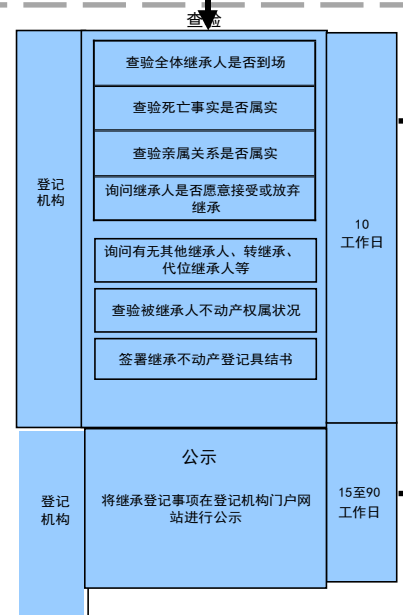 查验
查验全体继承人是否到场
查验死亡事实是否属实
查验亲属关系是否属实
询问继承人是否愿意接受或放弃
继承
询问有无其他继承人、转继承、
代位继承人等
查验被继承人不动产权属状况
签署继承不动产登记具结书
登记
机构
10
工作日
公示
将继承登记事项在登记机构门户网
站进行公示
登记
机构
15至90
工作日